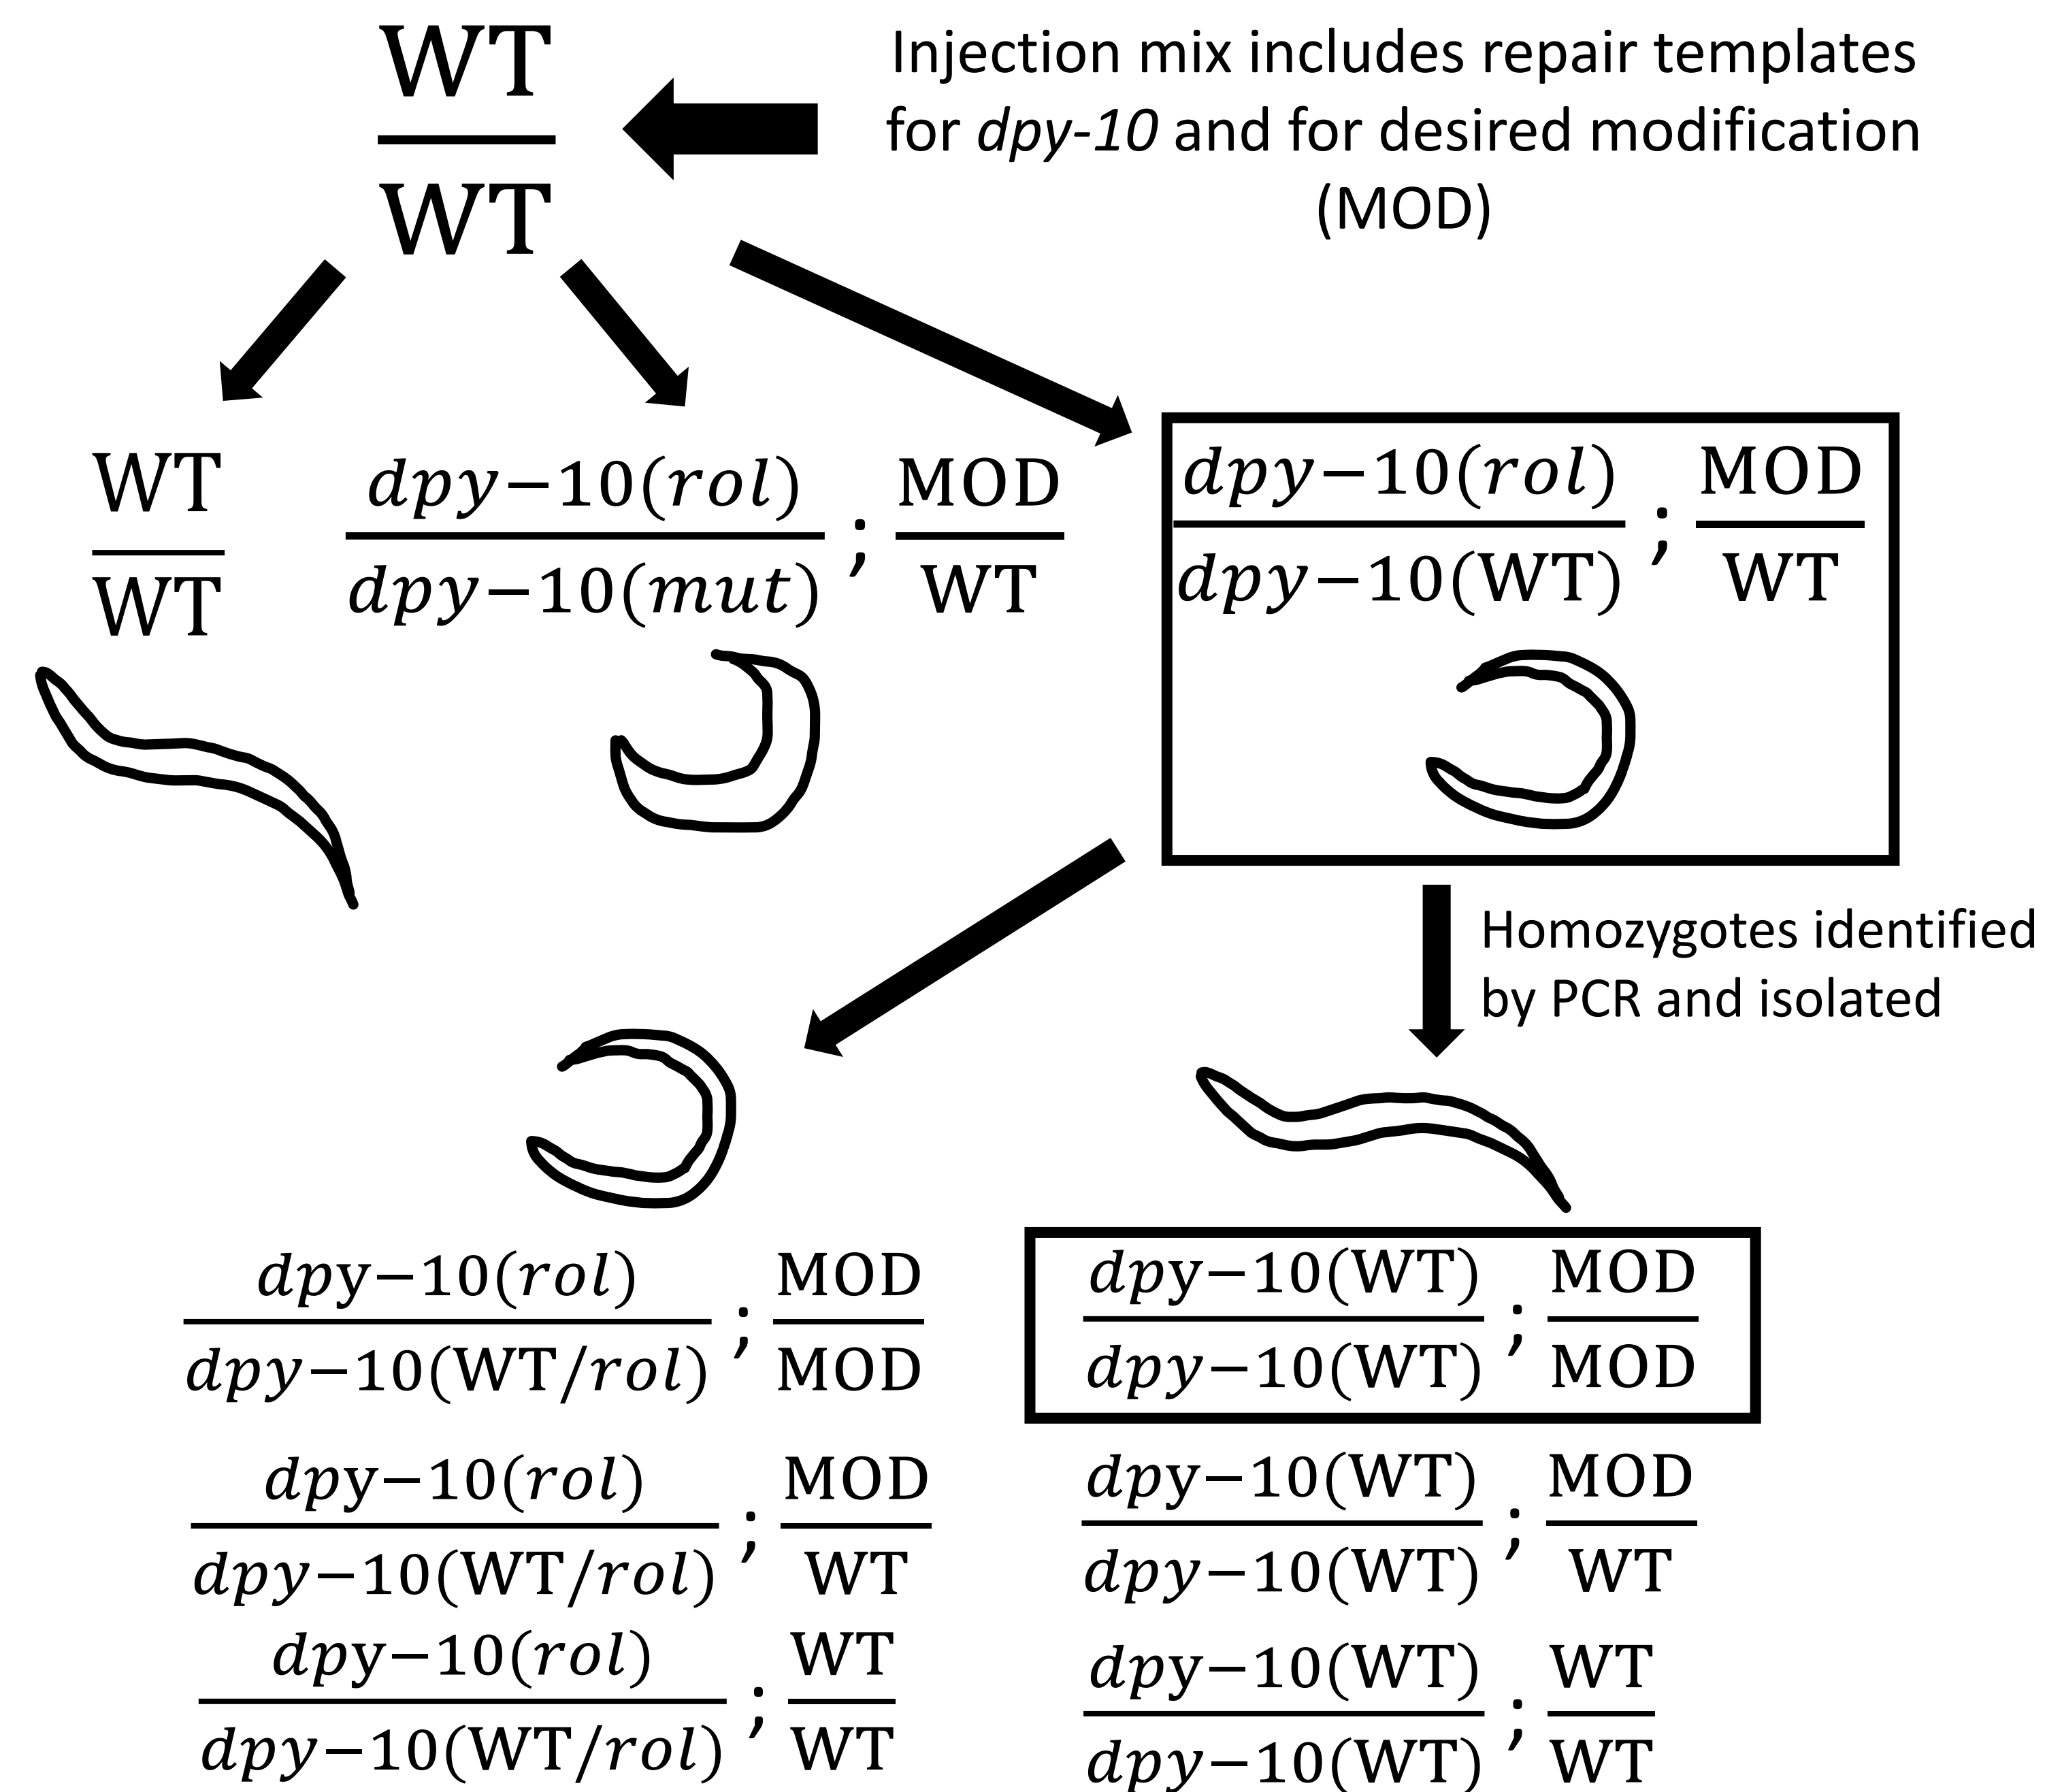 WT
WT
Injection mix includes repair templates
for dpy-10 and for desired modification
(MOD)
WT
WT
dpy−10(rol) ; MOD
dpy−10(mut) WT
dpy−10(rol) ; MOD
dpy−10(WT) WT
Homozygotes identified
by PCR and isolated
dpy−10(rol) ; MOD
dpy−10(WT/rol) MOD
dpy−10(WT) ; MOD
dpy−10(WT) MOD
dpy−10(rol) ; MOD
dpy−10(WT/rol) WT
dpy−10(WT) ; MOD
dpy−10(WT) WT
dpy−10(rol) ; WT
dpy−10(WT/rol) WT
dpy−10(WT) ; WT
dpy−10(WT) WT